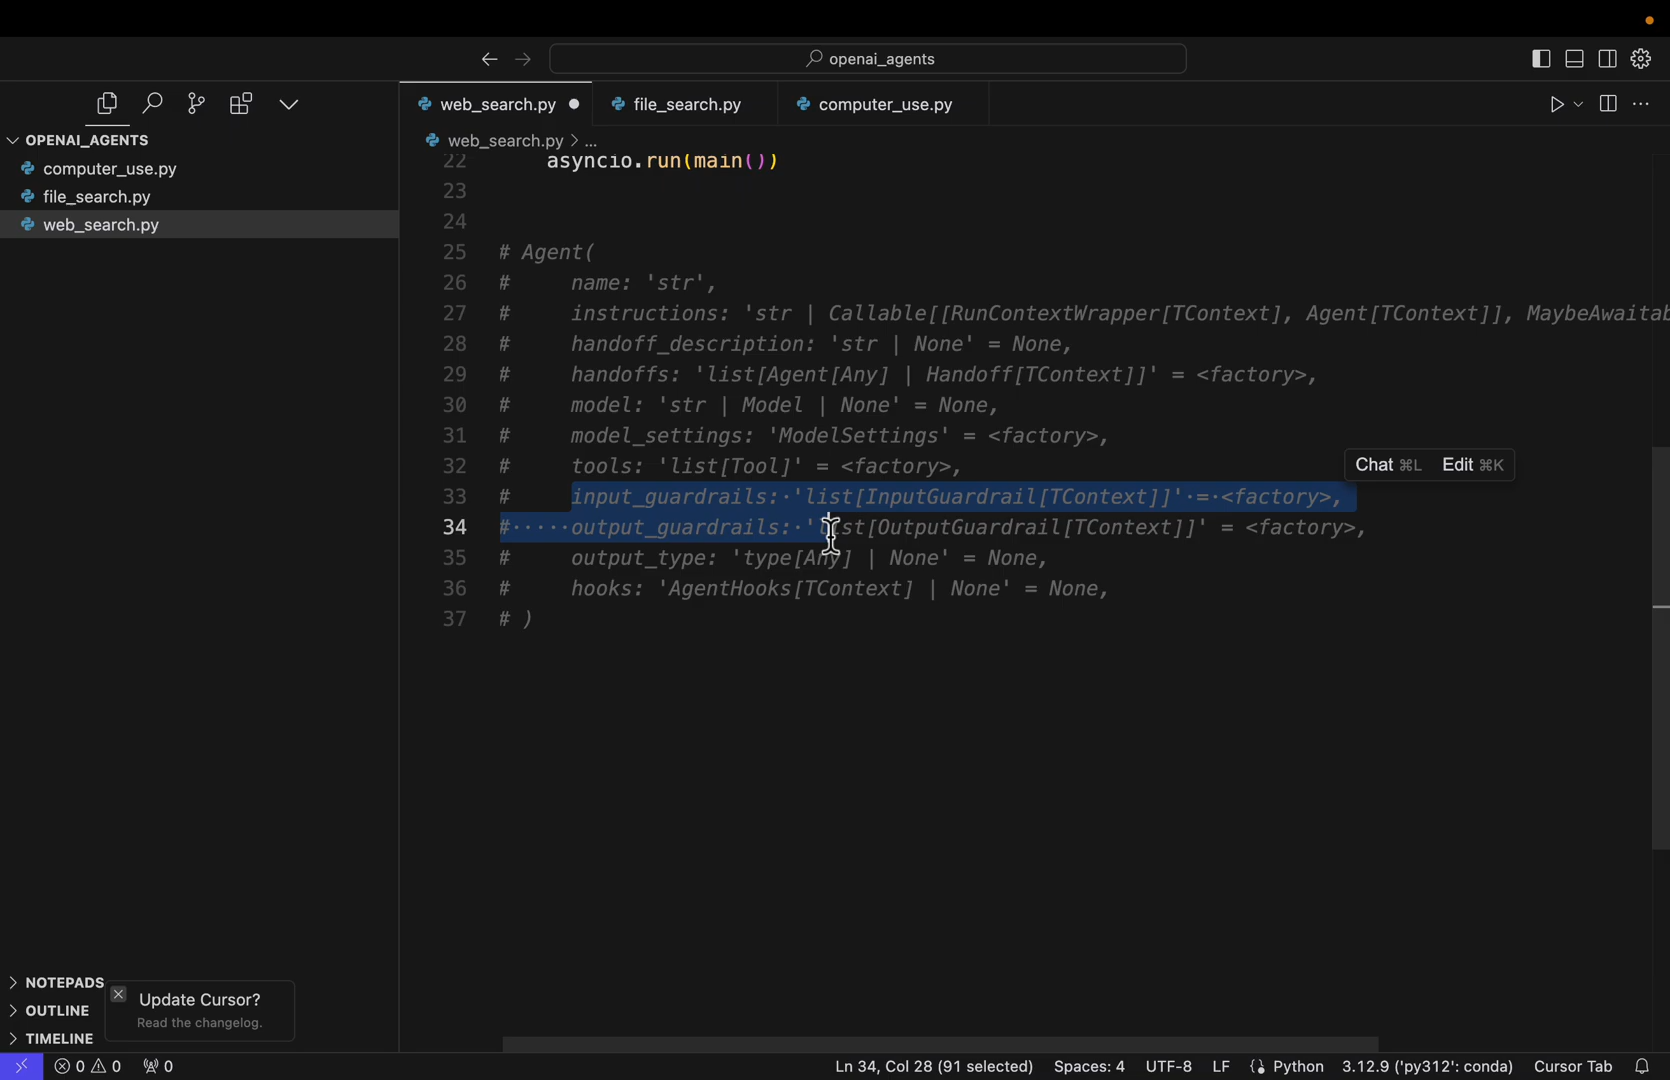 openai_agents
OPENAI_AGENTS
computer_use.py
file_search.py
web_search.py
web_search.py
file_search.py
computer_use.py
web_search.py > ...
22 asyncio.run(main())
23
24
25 # Agent(
26 # name: 'str',
27 # instructions: 'str | Callable[[RunContextWrapper[TContext], Agent[TContext]], MaybeAwaitab
28 # handoff_description: 'str | None' = None,
29 # handoffs: 'list[Agent[Any] | Handoff[TContext]]' = <factory>,
30 # model: 'str | Model | None' = None,
31 # model_settings: 'ModelSettings' = <factory>,
32 # tools: 'list[Tool]' = <factory>,
Chat ⌘L Edit ⌘K
33 # input_guardrails: 'list[InputGuardrail[TContext]]' = <factory>,
34 # output_guardrails: 'list[OutputGuardrail[TContext]]' = <factory>,
35 # output_type: 'type[Any] | None' = None,
36 # hooks: 'AgentHooks[TContext] | None' = None,
37 # )
NOTEPADS
OUTLINE
TIMELINE
Update Cursor?
Read the changelog.
0 0 0
Ln 34, Col 28 (91 selected) Spaces: 4 UTF-8 LF Python 3.12.9 ('py312': conda) Cursor Tab